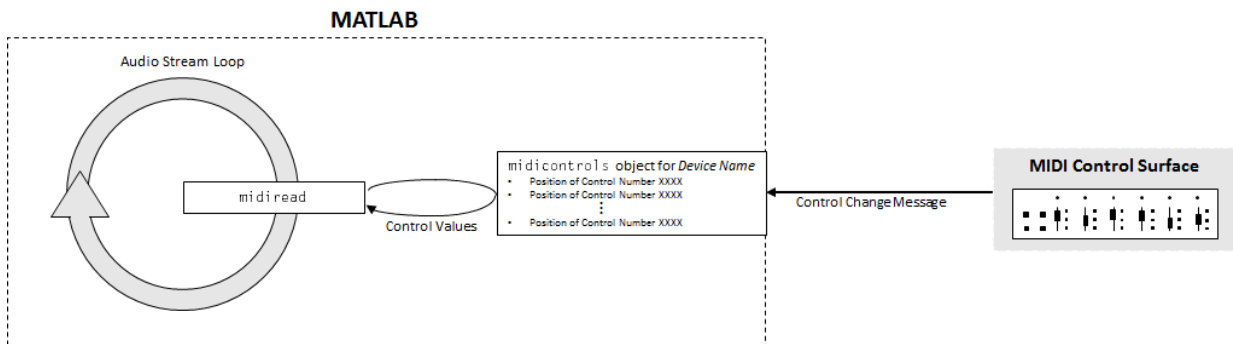 MATLAB
Audio Stream Loop
midiread
Control Values
midicontrols object for Device Name
• Position of Control Number XXXX
• Position of Control Number XXXX
• Position of Control Number XXXX
Control Change Message
MIDI Control Surface